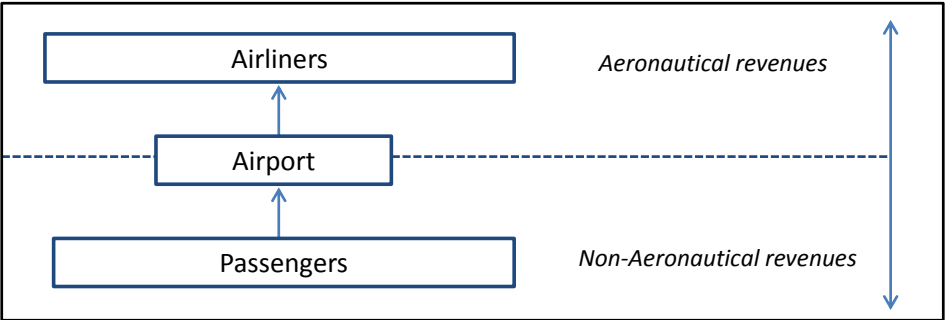 Airliners
Aeronautical revenues
Airport
Passengers
Non-Aeronautical revenues